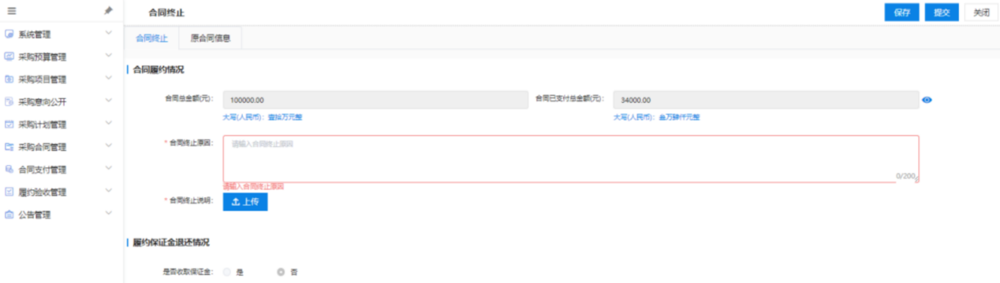 合同终止
保存 提交 关闭
系统管理
采购预算管理
采购项目管理
采购意向公开
采购计划管理
采购合同管理
合同支付管理
履约验收管理
公告管理
合同终止 原合同信息
合同履约情况
合同总金额(元): 100000.00 合同已支付总金额(元): 34000.00
大写(人民币): 壹拾万元整 大写(人民币): 叁万肆仟元整
* 合同终止原因: 请输入合同终止原因
0/200
请输入合同终止原因
* 合同终止说明: 上传
履约保证金退还情况
是否收取保证金: 是 否